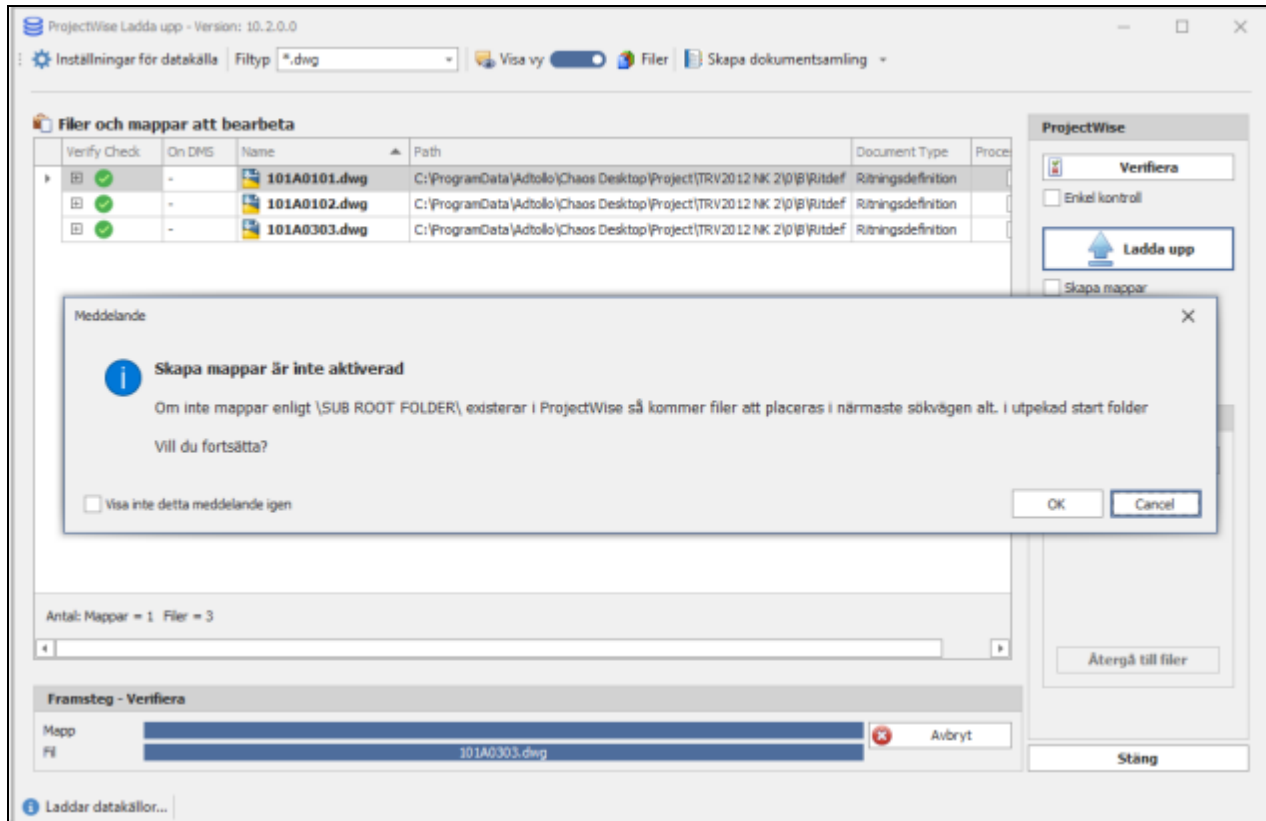 ProjectWise Ladda upp - Version: 10.2.0.0
Inställningar för datakälla Filtyp *.dwg Visa vy Filer Skapa dokumentsamling
Filer och mappar att bearbeta
Verify Check On DMS Name Path Document Type Proce
- 101A0101.dwg C:\ProgramData\Adtollo\Chaos Desktop\Project\TRV2012 NK 2\0\B\Ritdef Ritningsdefinition
- 101A0102.dwg C:\ProgramData\Adtollo\Chaos Desktop\Project\TRV2012 NK 2\0\B\Ritdef Ritningsdefinition
- 101A0303.dwg C:\ProgramData\Adtollo\Chaos Desktop\Project\TRV2012 NK 2\0\B\Ritdef Ritningsdefinition
ProjectWise
Verifiera
Enkel kontroll
Ladda upp
Skapa mappar
Meddelande
Skapa mappar är inte aktiverad
Om inte mappar enligt \SUB ROOT FOLDER\ existerar i ProjectWise så kommer filer att placeras i närmaste sökvägen alt. i utpekad start folder
Vill du fortsätta?
Visa inte detta meddelande igen
OK Cancel
Antal: Mappar = 1 Filer = 3
Återgå till filer
Framsteg - Verifiera
Mapp
Fil 101A0303.dwg
Avbryt
Stäng
Laddar datakällor...